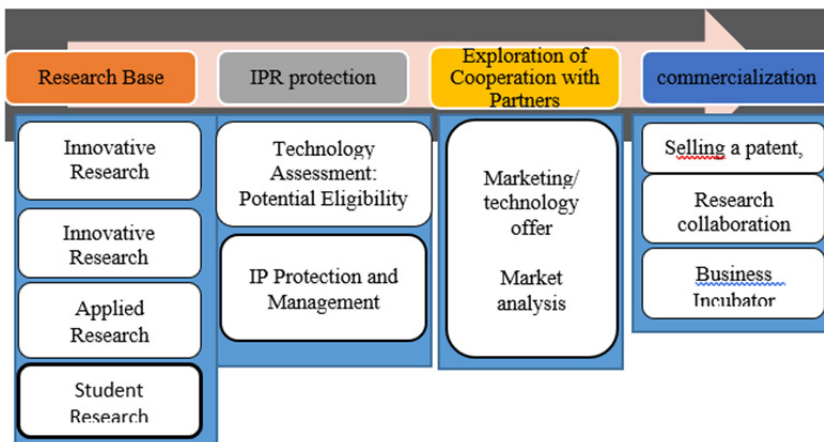 Research Base
IPR protection
Exploration of
Cooperation with
Partners
commercialization
Innovative
Research
Innovative
Research
Applied
Research
Student
Research
Technology
Assessment:
Potential Eligibility
IP Protection and
Management
Marketing/
technology
offer
Market
analysis
Selling a patent,
Research
collaboration
Business
Incubator